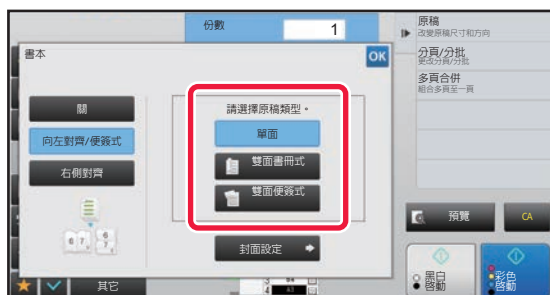 份數
1
原稿
改變原稿尺寸和方向
書本
OK
分頁/分批
更改分頁/分批
多頁合併
組合多頁至一頁
關
請選擇原稿類型。
向左對齊/便簽式
單面
右側對齊
雙面書冊式
雙面便簽式
預覽
CA
封面設定
其它
黑白
啓動
彩色
啓動